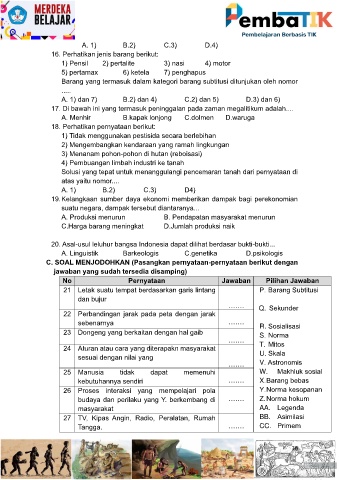 MERDEKA
BELAJAR
PembaTIK
Pembelajaran Berbasis TIK
A. 1) B.2) C.3) D.4)
16. Perhatikan jenis barang berikut:
1) Pensil 2) pertalite 3) nasi 4) motor
5) pertamax 6) ketela 7) penghapus
Barang yang termasuk dalam kategori barang subtitusi ditunjukan oleh nomor
.....
A. 1) dan 7) B.2) dan 4) C.2) dan 5) D.3) dan 6)
17. Di bawah ini yang termasuk peninggalan pada zaman megalitikum adalah....
A. Menhir B.kapak lonjong C.dolmen D.waruga
18. Perhatikan pernyataan berikut:
1) Tidak menggunakan pestisida secara berlebihan
2) Mengembangkan kendaraan yang ramah lingkungan
3) Menanam pohon-pohon di hutan (reboisasi)
4) Pembuangan limbah industri ke tanah
Solusi yang tepat untuk menanggulangi pencemaran tanah dari pernyataan di
atas yaitu nomor....
A. 1) B.2) C.3) D4)
19. Kelangkaan sumber daya ekonomi memberikan dampak bagi perekonomian
suatu negara, dampak tersebut diantaranya...
A. Produksi menurun B. Pendapatan masyarakat menurun
C.Harga barang meningkat D.Jumlah produksi naik
20. Asal-usul leluhur bangsa Indonesia dapat dilihat berdasar bukti-bukti...
A. Linguistik Barkeologis C.genetika D.psikologis
C. SOAL MENJODOHKAN (Pasangkan pernyataan-pernyataan berikut dengan
jawaban yang sudah tersedia disamping)
No Pernyataan Jawaban Pilihan Jawaban
21 Letak suatu tempat berdasarkan garis lintang
dan bujur ........
22 Perbandingan jarak pada peta dengan jarak
sebenarnya ........
23 Dongeng yang berkaitan dengan hal gaib
........
24 Aturan atau cara yang diterapakn masyarakat
sesuai dengan nilai yang ........
25 Manusia tidak dapat memenuhi
kebutuhannya sendiri ........
26 Proses interaksi yang mempelajari pola
budaya dan perilaku yang Y. berkembang di
masyarakat ........
27 TV, Kipas Angin, Radio, Peralatan, Rumah
Tangga. ........
P. Barang Subtitusi
Q. Sekunder
R. Sosialisasi
S. Norma
T. Mitos
U. Skala
V. Astronomis
W. Makhluk sosial
X.Barang bebas
Y.Norma kesopanan
Z.Norma hokum
AA. Legenda
BB. Asimilasi
CC. Primem